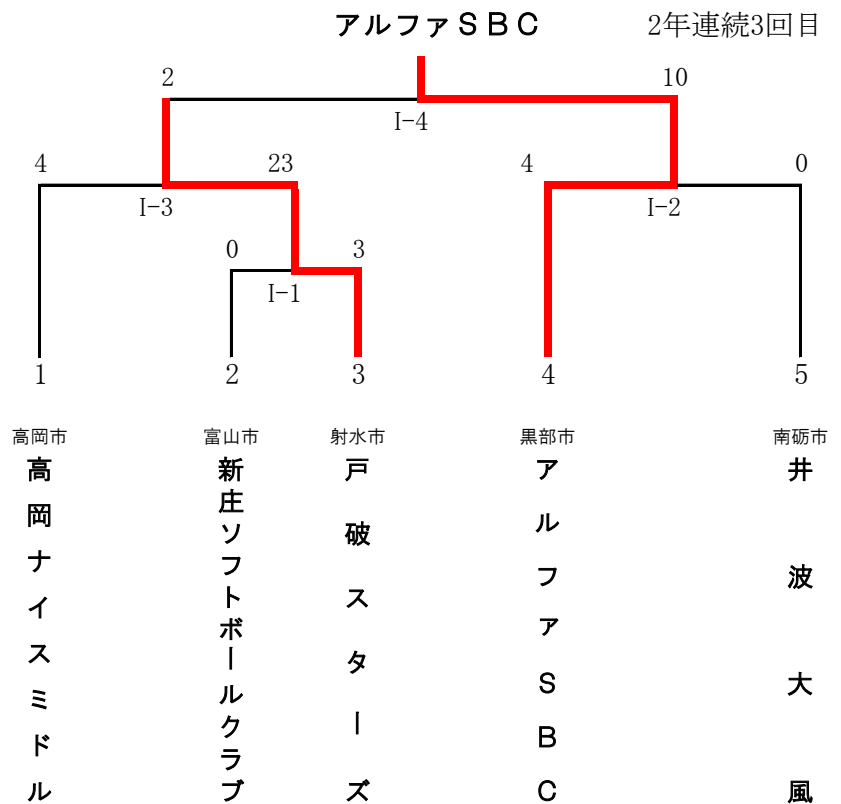 アルファＳＢＣ 2年連続3回目
2 10
I-4
4 23 4 0
I-3 I-2
0 3
I-1
1 2 3 4 5
高岡市 富山市 射水市 黒部市 南砺市
高岡ナイスミドル
新庄ソフトボールクラブ
戸破スターズ
アルファＳＢＣ
井波大風